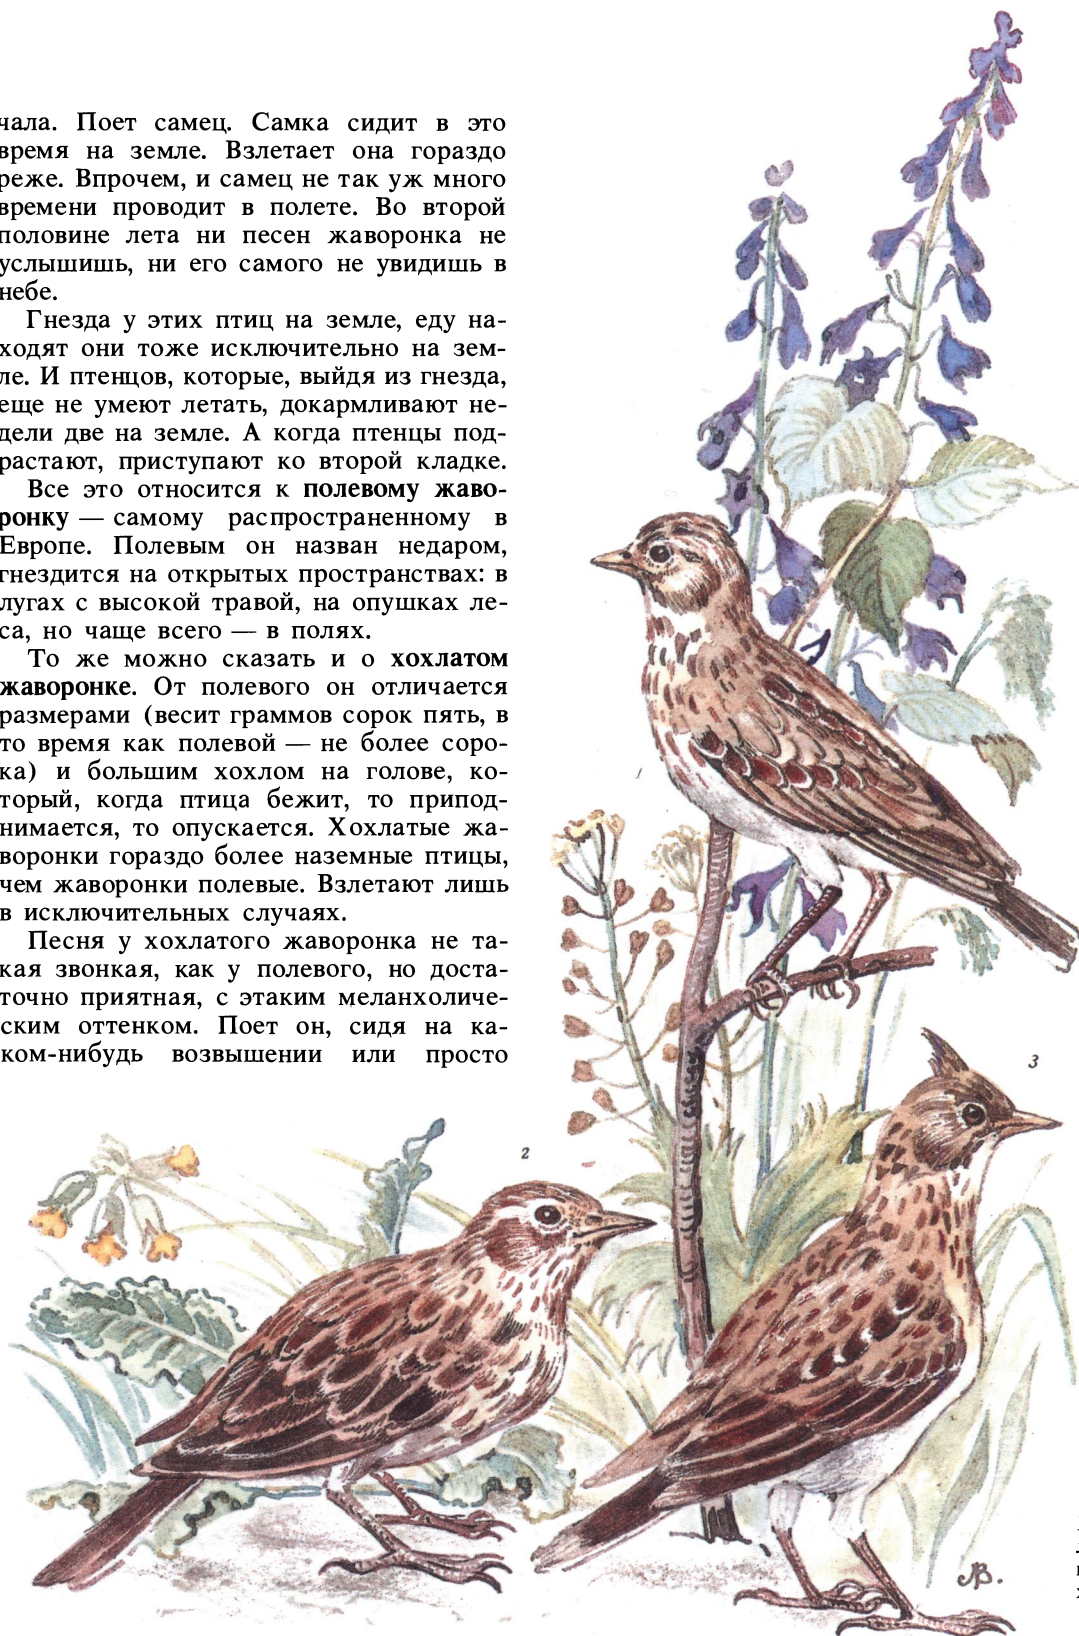 чала. Поет самец. Самка сидит в это
время на земле. Взлетает она гораздо
реже. Впрочем, и самец не так уж много
времени проводит в полете. Во второй
половине лета ни песен жаворонка не
услышишь, ни его самого не увидишь в
небе.
Гнезда у этих птиц на земле, еду на-
ходят они тоже исключительно на зем-
ле. И птенцов, которые, выйдя из гнезда,
еще не умеют летать, докармливают не-
дели две на земле. А когда птенцы под-
растают, приступают ко второй кладке.
Все это относится к полевому жаво-
ронку — самому распространенному в
Европе. Полевым он назван недаром,
гнездится на открытых пространствах: в
лугах с высокой травой, на опушках ле-
са, но чаще всего — в полях.
То же можно сказать и о хохлатом
жаворонке. От полевого он отличается
размерами (весит граммов сорок пять, в
то время как полевой — не более соро-
ка) и большим хохлом на голове, ко-
торый, когда птица бежит, то припод-
нимается, то опускается. Хохлатые жа-
воронки гораздо более наземные птицы,
чем жаворонки полевые. Взлетают лишь
в исключительных случаях.
Песня у хохлатого жаворонка не та-
кая звонкая, как у полевого, но доста-
точно приятная, с этаким меланхоличе-
ским оттенком. Поет он, сидя на ка-
ком-нибудь возвышении или просто
1
2
3